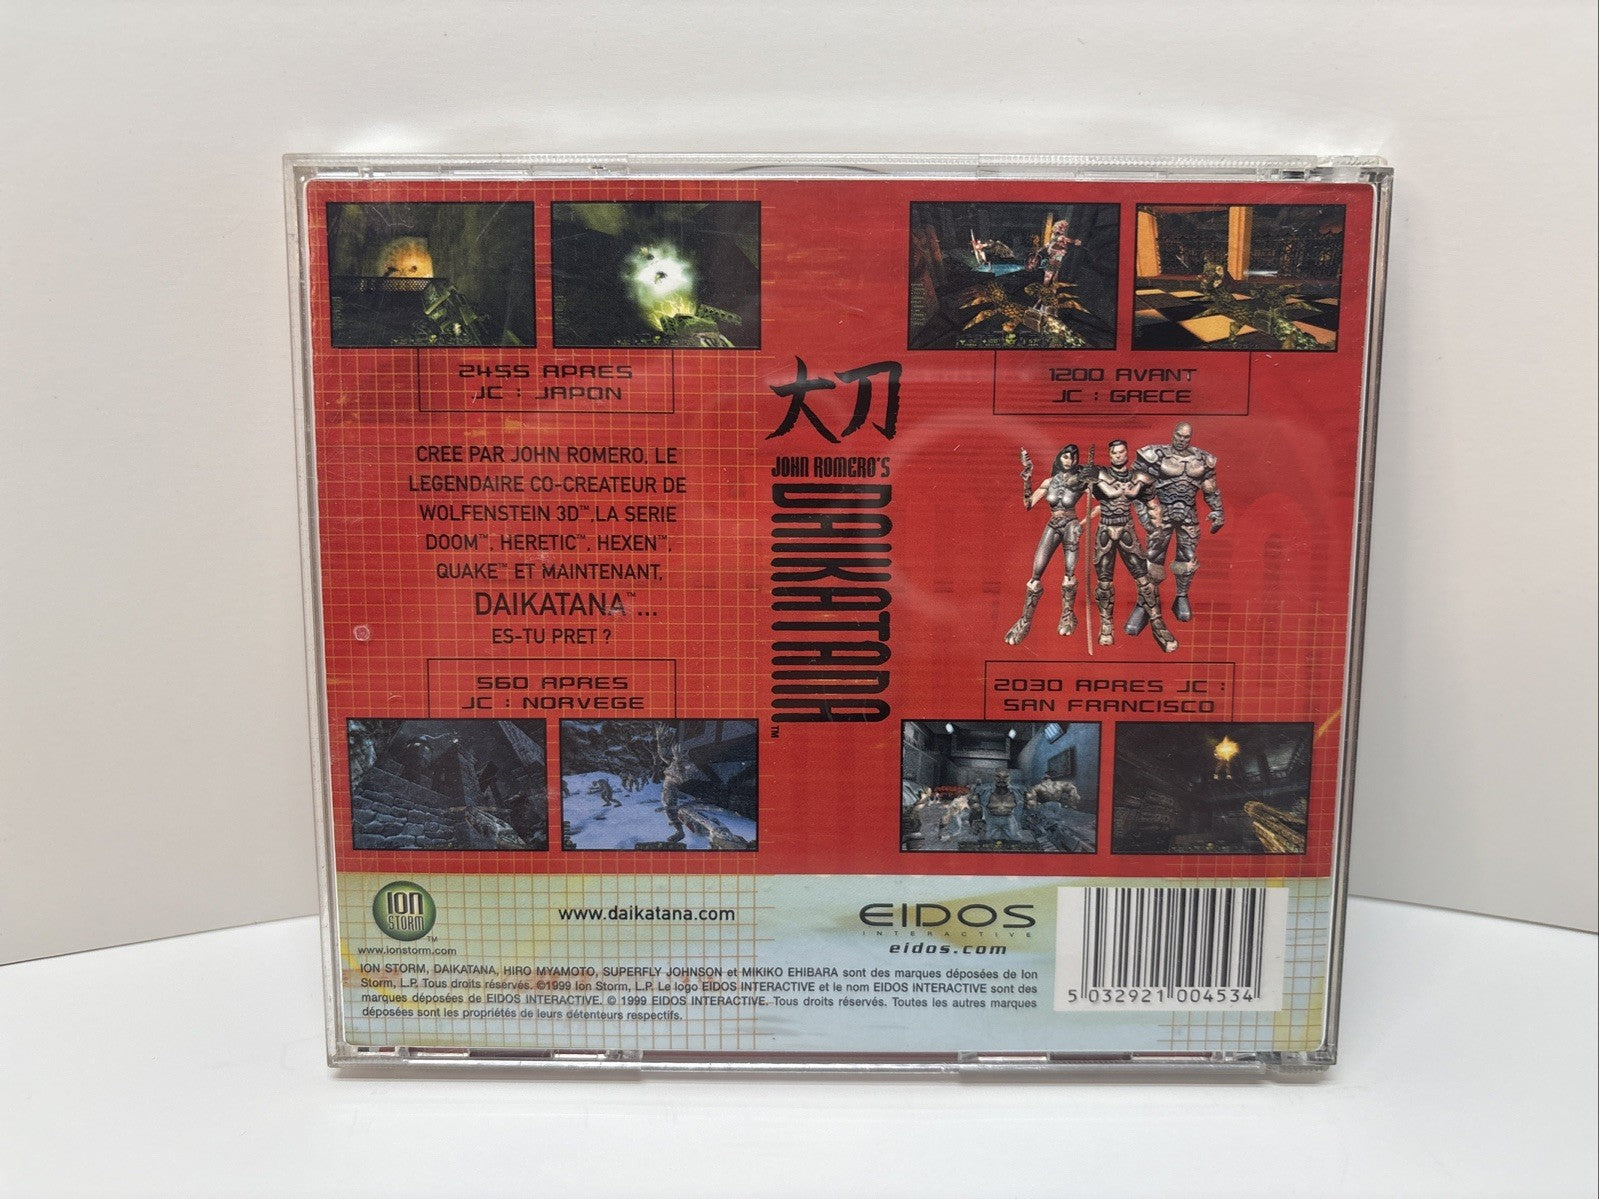 2455 APRES
JC : JAPON
1200 AVANT
JC : GRECE
大刀
JOHN ROMERO'S
DAIKATANA™
CREE PAR JOHN ROMERO, LE
LEGENDAIRE CO-CREATEUR DE
WOLFENSTEIN 3D™,LA SERIE
DOOM™, HERETIC™, HEXEN™,
QUAKE™ ET MAINTENANT,
DAIKATANA™...
ES-TU PRET ?
560 APRES
JC : NORVEGE
2030 APRES JC :
SAN FRANCISCO
ION
STORM
™
www.ionstorm.com
www.daikatana.com
EIDOS
INTERACTIVE
eidos.com
ION STORM, DAIKATANA, HIRO MYAMOTO, SUPERFLY JOHNSON et MIKIKO EHIBARA sont des marques déposées de Ion
Storm, L.P. Tous droits réservés. ©1999 Ion Storm, L.P. Le logo EIDOS INTERACTIVE et le nom EIDOS INTERACTIVE sont des
marques déposées de EIDOS INTERACTIVE. © 1999 EIDOS INTERACTIVE. Tous droits réservés. Toutes les autres marques
déposées sont les propriétés de leurs détenteurs respectifs.
5 032921 004534